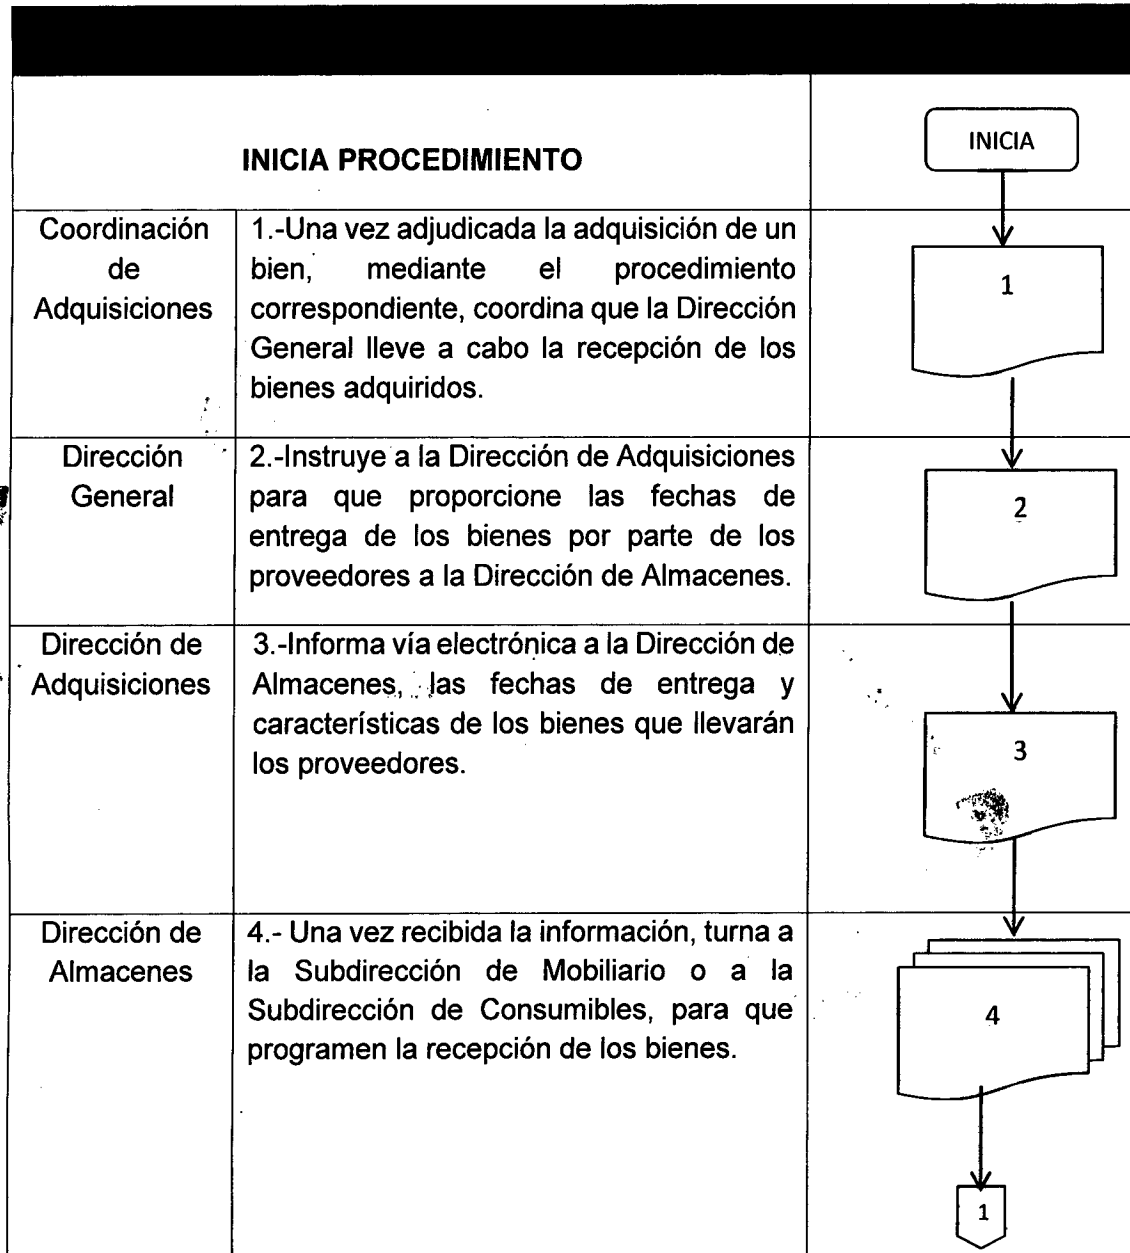 INICIA PROCEDIMIENTO
INICIA
Coordinación
de
Adquisiciones
1.-Una vez adjudicada la adquisición de un
bien, mediante el procedimiento
correspondiente, coordina que la Dirección
General lleve a cabo la recepción de los
bienes adquiridos.
1
Dirección
General
2.-Instruye a la Dirección de Adquisiciones
para que proporcione las fechas de
entrega de los bienes por parte de los
proveedores a la Dirección de Almacenes.
2
Dirección de
Adquisiciones
3.-Informa vía electrónica a la Dirección de
Almacenes, las fechas de entrega y
características de los bienes que llevarán
los proveedores.
3
Dirección de
Almacenes
4.- Una vez recibida la información, turna a
la Subdirección de Mobiliario o a la
Subdirección de Consumibles, para que
programen la recepción de los bienes.
4
1